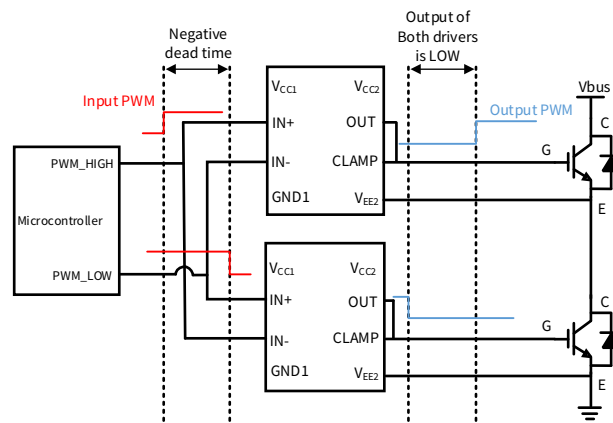 Negative
dead time
Output of
Both drivers
is LOW
Input PWM
Output PWM
Vbus
VCC1
VCC2
IN+
OUT
IN-
CLAMP
GND1
VEE2
G
C
E
PWM_HIGH
Microcontroller
PWM_LOW
VCC1
VCC2
IN+
OUT
IN-
CLAMP
GND1
VEE2
G
C
E